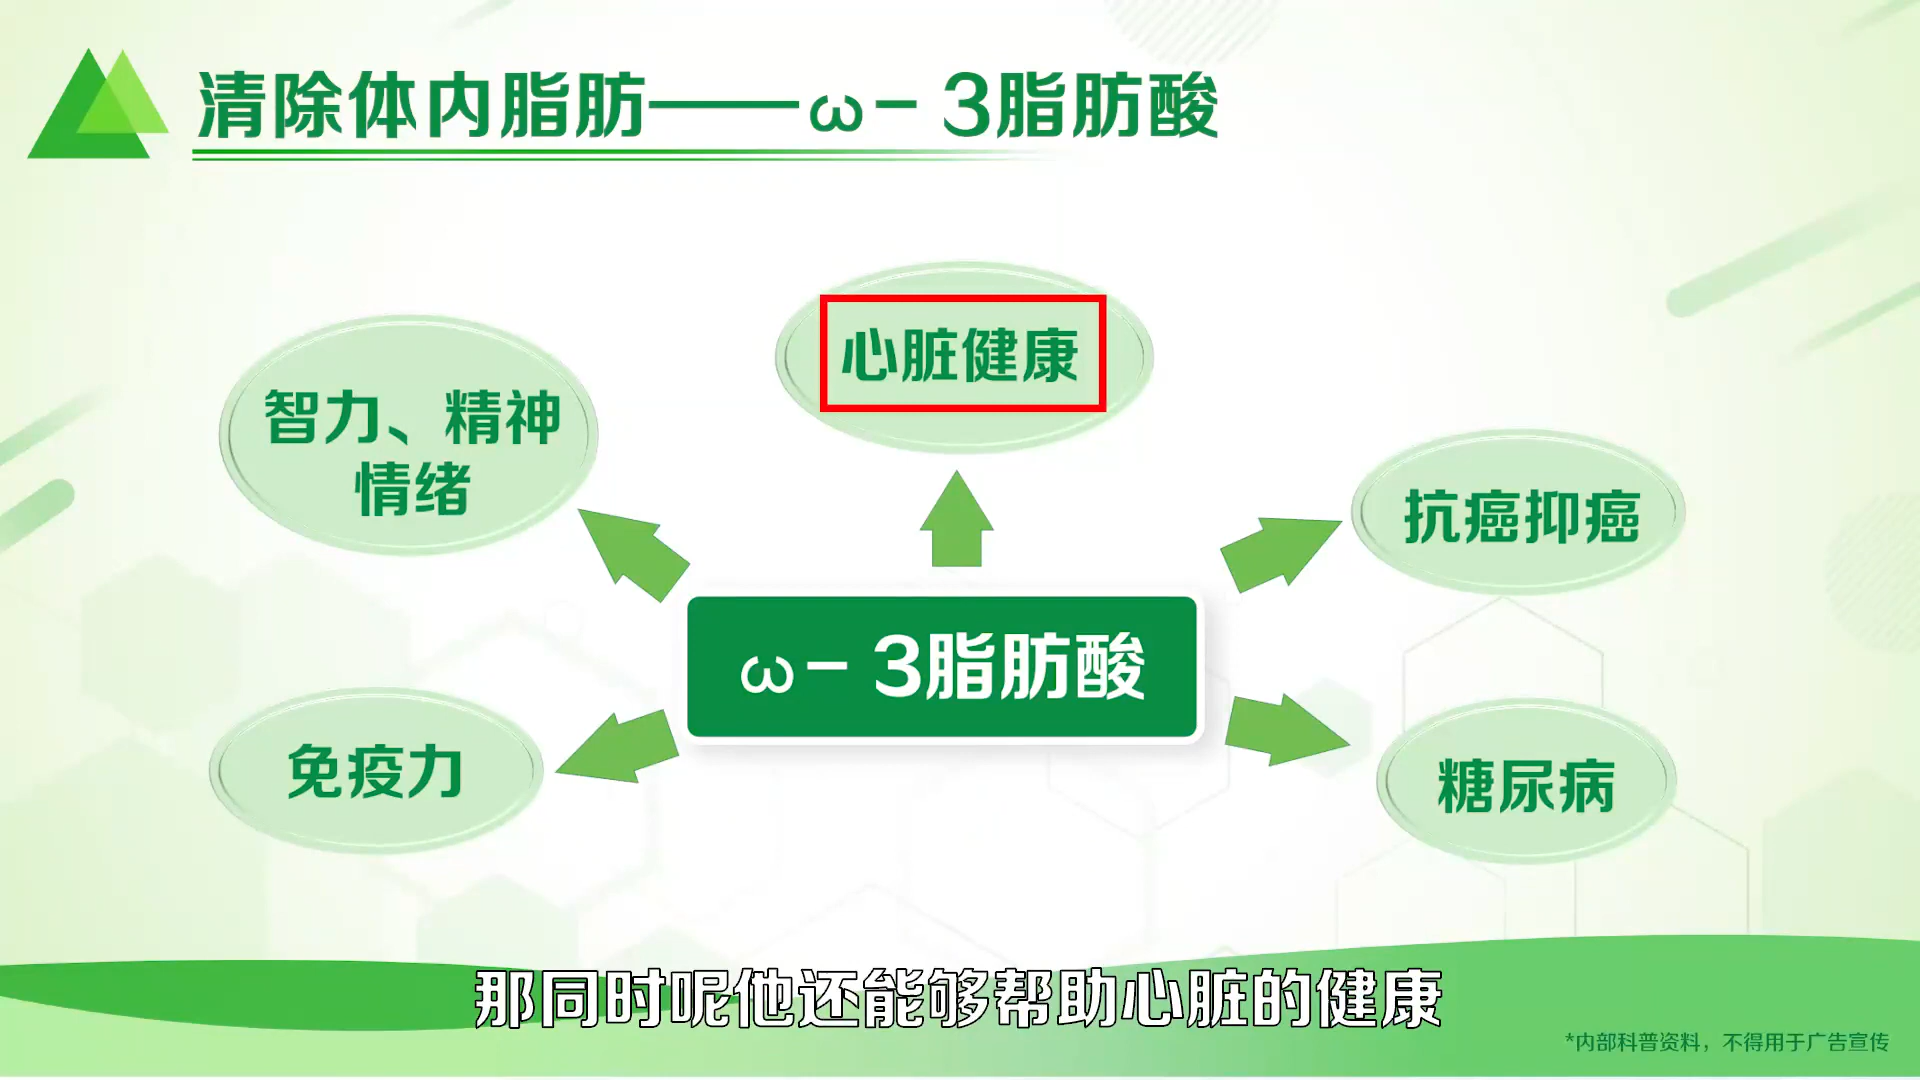 清除体内脂肪——ω-3脂肪酸
心脏健康
智力、精神
情绪
抗癌抑癌
ω-3脂肪酸
免疫力
糖尿病
那同时呢他还能够帮助心脏的健康
*内部科普资料，不得用于广告宣传